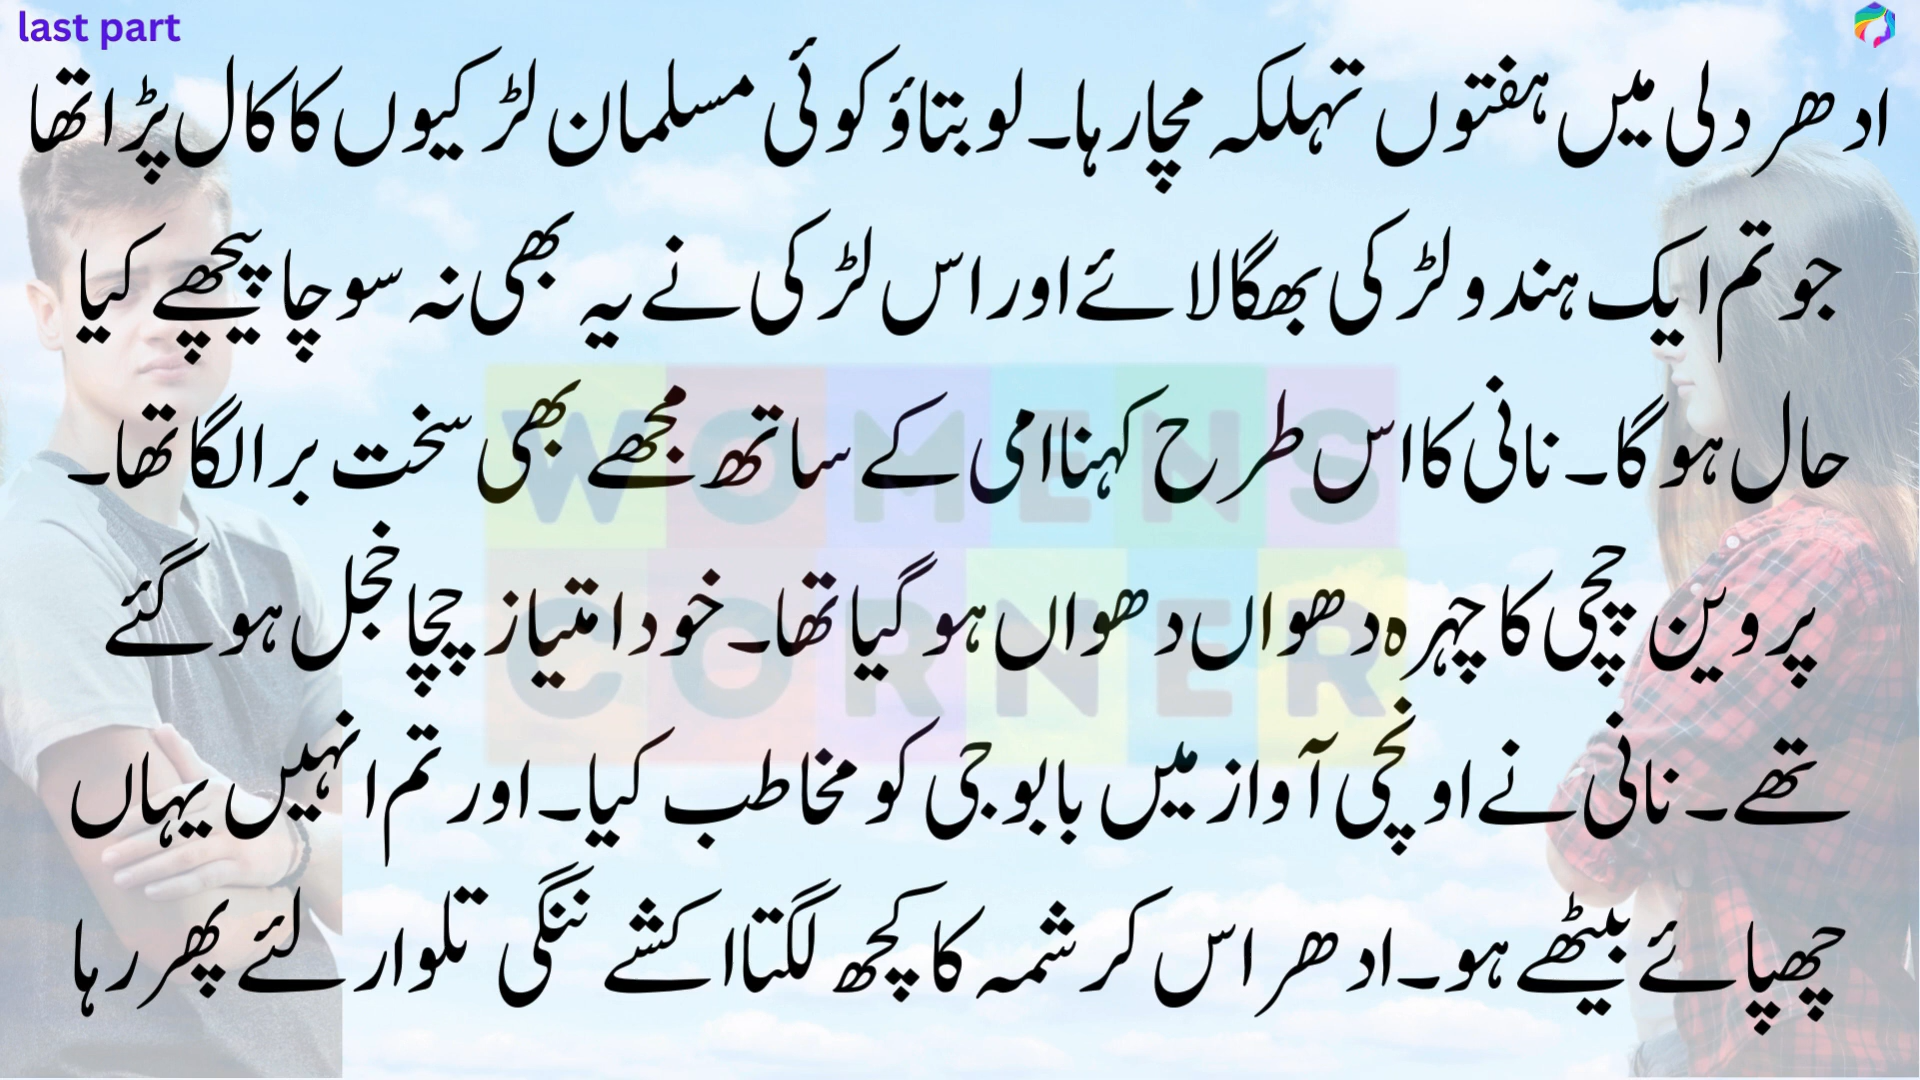 last part
ادھر دلی میں ہفتوں تہلکہ مچا رہا۔ لو بتاؤ کوئی مسلمان لڑکیوں کا کال پڑا تھا
جو تم ایک ہندو لڑکی بھگا لائے اور اس لڑکی نے یہ بھی نہ سوچا پیچھے کیا
حال ہو گا۔ نانی کا اس طرح کہنا امی کے ساتھ مجھے بھی سخت برا لگا تھا۔
پروین چچی کا چہرہ دھواں دھواں ہو گیا تھا۔ خود امتیاز چچا خجل ہو گئے
تھے۔ نانی نے اونچی آواز میں بابو جی کو مخاطب کیا۔ اور تم انہیں یہاں
چھپائے بیٹھے ہو۔ ادھر اس کرشمہ کا کچھ لگتا اکشے ننگی تلوار لئے پھر رہا
WOMENS
CORNER